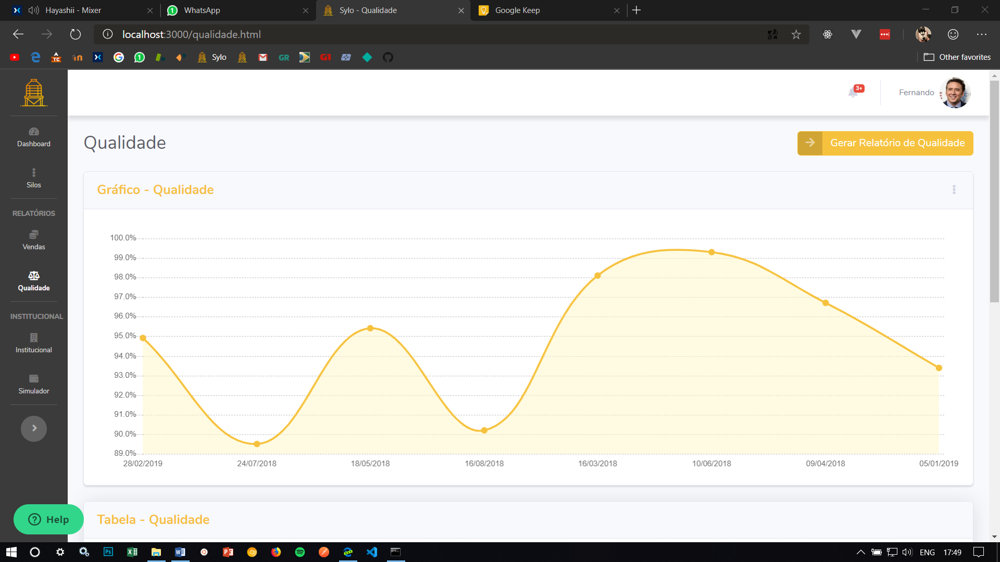 Hayashii - Mixer
WhatsApp
Sylo - Qualidade
Google Keep
localhost:3000/qualidade.html
Sylo
GR
G1
Other favorites
3+
Fernando
Dashboard
Silos
RELATÓRIOS
Vendas
Qualidade
INSTITUCIONAL
Institucional
Simulador
Qualidade
Gerar Relatório de Qualidade
Gráfico - Qualidade
100.0%
99.0%
98.0%
97.0%
96.0%
95.0%
94.0%
93.0%
92.0%
91.0%
90.0%
89.0%
28/02/2019
24/07/2018
18/05/2018
16/08/2018
16/03/2018
10/06/2018
09/04/2018
05/01/2019
Tabela - Qualidade
Help
ENG
17:49